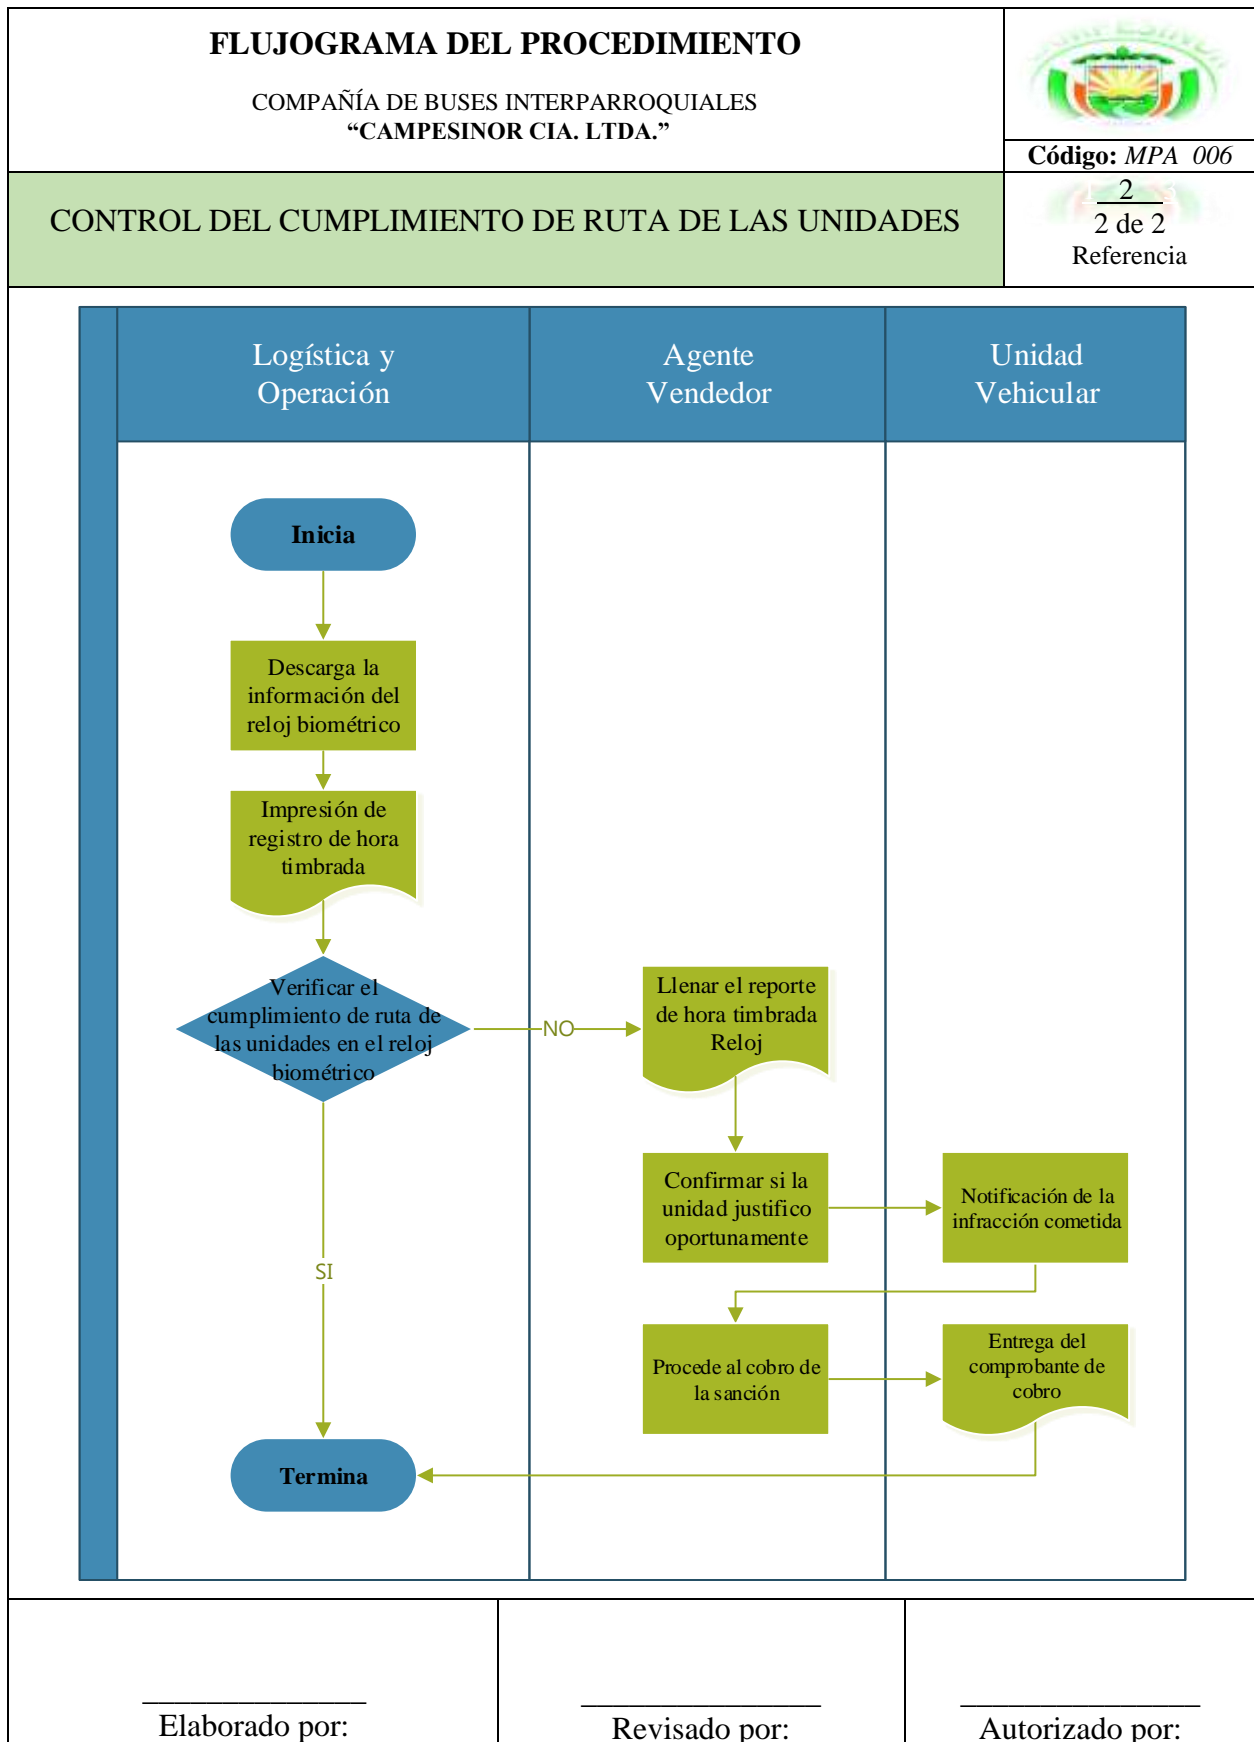 FLUJOGRAMA DEL PROCEDIMIENTO
COMPAÑÍA DE BUSES INTERPARROQUIALES
“CAMPESINOR CIA. LTDA.”
Código: MPA 006
CONTROL DEL CUMPLIMIENTO DE RUTA DE LAS UNIDADES
2
2 de 2
Referencia
Logística y
Operación
Agente
Vendedor
Unidad
Vehicular
Inicia
Descarga la
información del
reloj biométrico
Impresión de
registro de hora
timbrada
Verificar el
cumplimiento de ruta de
las unidades en el reloj
biométrico
NO
Llenar el reporte
de hora timbrada
Reloj
Confirmar si la
unidad justifico
oportunamente
Notificación de la
infracción cometida
SI
Procede al cobro de
la sanción
Entrega del
comprobante de
cobro
Termina
Elaborado por:
Revisado por:
Autorizado por: